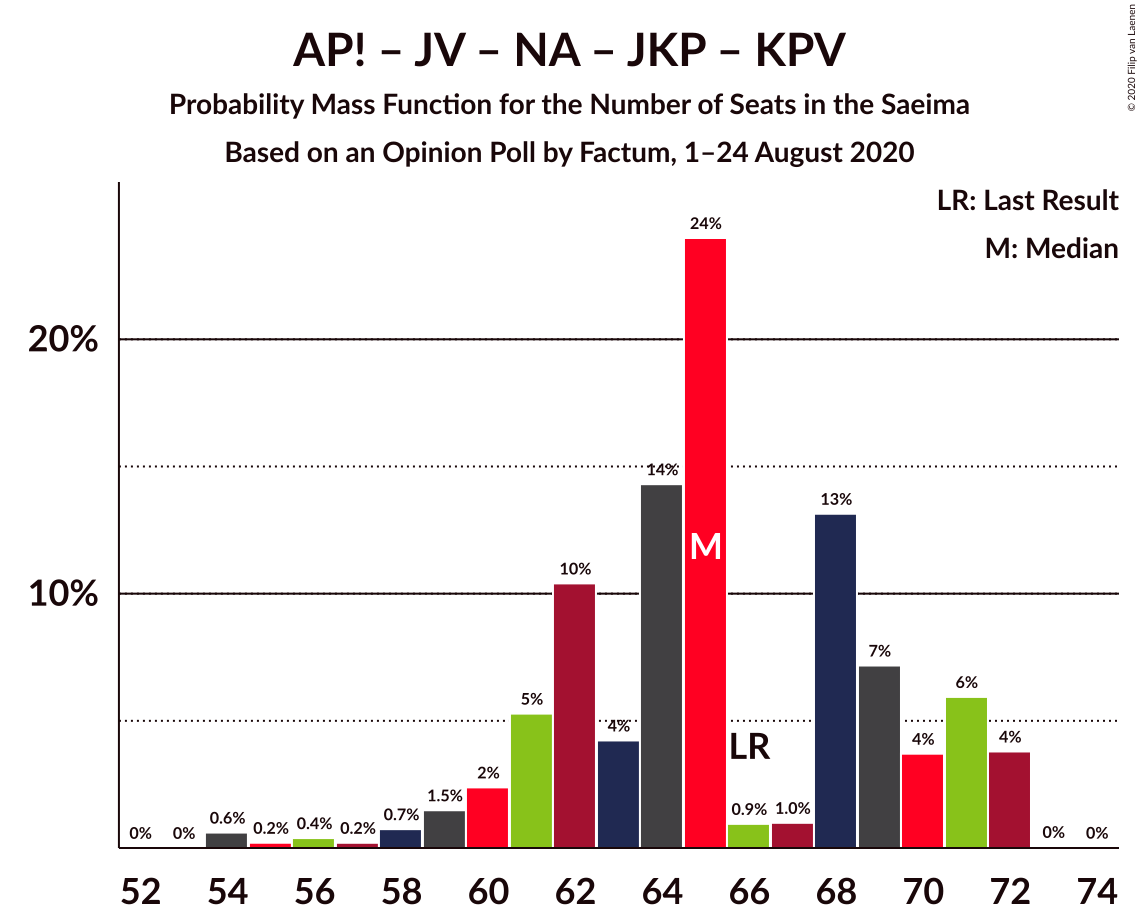 AP! – JV – NA – JKP – KPV
Probability Mass Function for the Number of Seats in the Saeima
Based on an Opinion Poll by Factum, 1–24 August 2020
© 2020 Filip van Laenen
LR: Last Result
M: Median
20%
10%
0% 0% 0.6% 0.2% 0.4% 0.2% 0.7% 1.5% 2% 5% 10% 4% 14% 24% 0.9% 1.0% 13% 7% 4% 6% 4% 0% 0%
M
LR
52 54 56 58 60 62 64 66 68 70 72 74